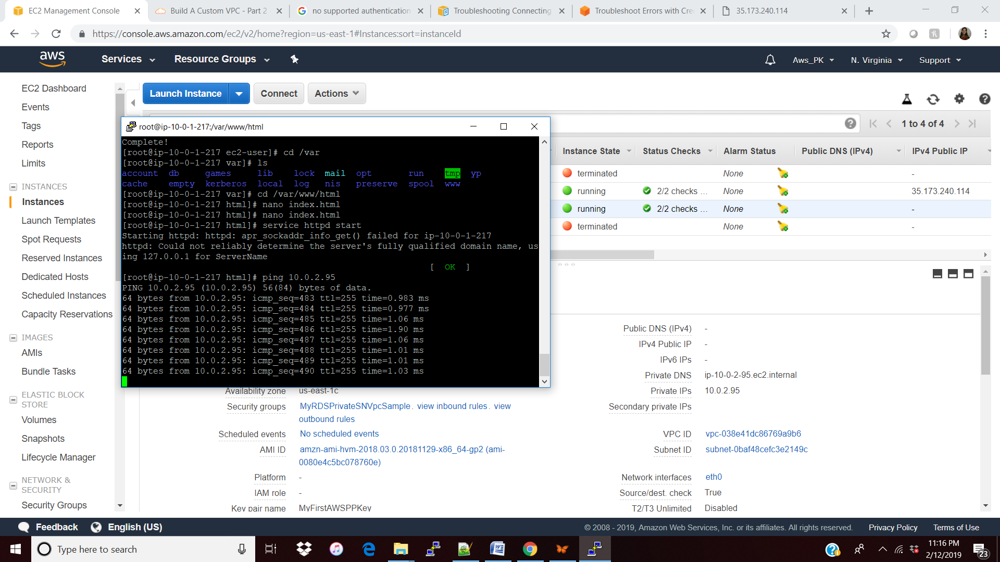 EC2 Management Console
Build A Custom VPC - Part 2
no supported authentication
Troubleshooting Connecting
Troubleshoot Errors with Cre
35.173.240.114
https://console.aws.amazon.com/ec2/v2/home?region=us-east-1#Instances:sort=instanceId
aws
Services
Resource Groups
Aws_PK
N. Virginia
Support
EC2 Dashboard
Events
Tags
Reports
Limits
INSTANCES
Instances
Launch Templates
Spot Requests
Reserved Instances
Dedicated Hosts
Scheduled Instances
Capacity Reservations
IMAGES
AMIs
Bundle Tasks
ELASTIC BLOCK
STORE
Volumes
Snapshots
Lifecycle Manager
NETWORK &
SECURITY
Security Groups
Launch Instance
Connect
Actions
1 to 4 of 4
Instance State
Status Checks
Alarm Status
Public DNS (IPv4)
IPv4 Public IP
terminated None -
running 2/2 checks ... None 35.173.240.114
running 2/2 checks ... None -
terminated None -
root@ip-10-0-1-217:/var/www/html
Complete!
[root@ip-10-0-1-217 ec2-user]# cd /var
[root@ip-10-0-1-217 var]# ls
account db games lib lock mail opt run tmp yp
cache empty kerberos local log nis preserve spool www
[root@ip-10-0-1-217 var]# cd /var/www/html
[root@ip-10-0-1-217 html]# nano index.html
[root@ip-10-0-1-217 html]# nano index.html
[root@ip-10-0-1-217 html]# service httpd start
Starting httpd: httpd: apr_sockaddr_info_get() failed for ip-10-0-1-217
httpd: Could not reliably determine the server's fully qualified domain name, us
ing 127.0.0.1 for ServerName
[ OK ]
[root@ip-10-0-1-217 html]# ping 10.0.2.95
PING 10.0.2.95 (10.0.2.95) 56(84) bytes of data.
64 bytes from 10.0.2.95: icmp_seq=483 ttl=255 time=0.983 ms
64 bytes from 10.0.2.95: icmp_seq=484 ttl=255 time=0.977 ms
64 bytes from 10.0.2.95: icmp_seq=485 ttl=255 time=1.06 ms
64 bytes from 10.0.2.95: icmp_seq=486 ttl=255 time=1.90 ms
64 bytes from 10.0.2.95: icmp_seq=487 ttl=255 time=1.06 ms
64 bytes from 10.0.2.95: icmp_seq=488 ttl=255 time=1.01 ms
64 bytes from 10.0.2.95: icmp_seq=489 ttl=255 time=1.01 ms
64 bytes from 10.0.2.95: icmp_seq=490 ttl=255 time=1.03 ms
Availability zone us-east-1c
Security groups MyRDSPrivateSNVpcSample. view inbound rules. view
outbound rules
Scheduled events No scheduled events
AMI ID amzn-ami-hvm-2018.03.0.20181129-x86_64-gp2 (ami-
0080e4c5bc078760e)
Platform -
IAM role -
Key pair name MyFirstAWSPPKey
Public DNS (IPv4) -
IPv4 Public IP -
IPv6 IPs -
Private DNS ip-10-0-2-95.ec2.internal
Private IPs 10.0.2.95
Secondary private IPs
VPC ID vpc-038e41dc86769a9b6
Subnet ID subnet-0baf48cefc3e2149c
Network interfaces eth0
Source/dest. check True
T2/T3 Unlimited Disabled
Feedback
English (US)
© 2008 - 2019, Amazon Web Services, Inc. or its affiliates. All rights reserved.
Privacy Policy
Terms of Use
Type here to search
11:16 PM
2/12/2019
23